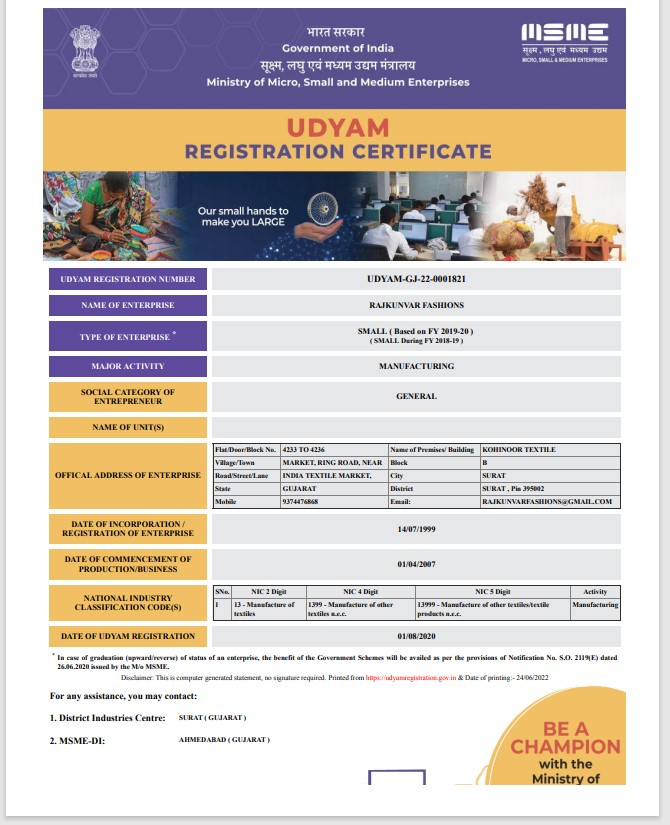 भारत सरकार
Government of India
सूक्ष्म, लघु एवं मध्यम उद्यम मंत्रालय
Ministry of Micro, Small and Medium Enterprises
MSME
सूक्ष्म, लघु एवं मध्यम उद्यम
MICRO, SMALL & MEDIUM ENTERPRISES
सत्यमेव जयते
UDYAM
REGISTRATION CERTIFICATE
Our small hands to
make you LARGE
UDYAM REGISTRATION NUMBER UDYAM-GJ-22-0001821
NAME OF ENTERPRISE RAJKUNVAR FASHIONS
TYPE OF ENTERPRISE * SMALL ( Based on FY 2019-20 )
( SMALL During FY 2018-19 )
MAJOR ACTIVITY MANUFACTURING
SOCIAL CATEGORY OF
ENTREPRENEUR
GENERAL
NAME OF UNIT(S)
OFFICAL ADDRESS OF ENTERPRISE
Flat/Door/Block No. 4233 TO 4236 Name of Premises/ Building KOHINOOR TEXTILE
Village/Town MARKET, RING ROAD, NEAR Block B
Road/Street/Lane INDIA TEXTILE MARKET, City SURAT
State GUJARAT District SURAT , Pin 395002
Mobile 9374476868 Email: RAJKUNVARFASHIONS@GMAIL.COM
DATE OF INCORPORATION /
REGISTRATION OF ENTERPRISE
14/07/1999
DATE OF COMMENCEMENT OF
PRODUCTION/BUSINESS
01/04/2007
NATIONAL INDUSTRY
CLASSIFICATION CODE(S)
SNo. NIC 2 Digit NIC 4 Digit NIC 5 Digit Activity
1 13 - Manufacture of textiles 1399 - Manufacture of other textiles n.e.c. 13999 - Manufacture of other textiles/textile products n.e.c. Manufacturing
DATE OF UDYAM REGISTRATION 01/08/2020
* In case of graduation (upward/reverse) of status of an enterprise, the benefit of the Government Schemes will be availed as per the provisions of Notification No. S.O. 2119(E) dated
26.06.2020 issued by the M/o MSME.
Disclaimer: This is computer generated statement, no signature required. Printed from https://udyamregistration.gov.in & Date of printing:- 24/06/2022
For any assistance, you may contact:
1. District Industries Centre: SURAT ( GUJARAT )
2. MSME-DI: AHMEDABAD ( GUJARAT )
BE A
CHAMPION
with the
Ministry of